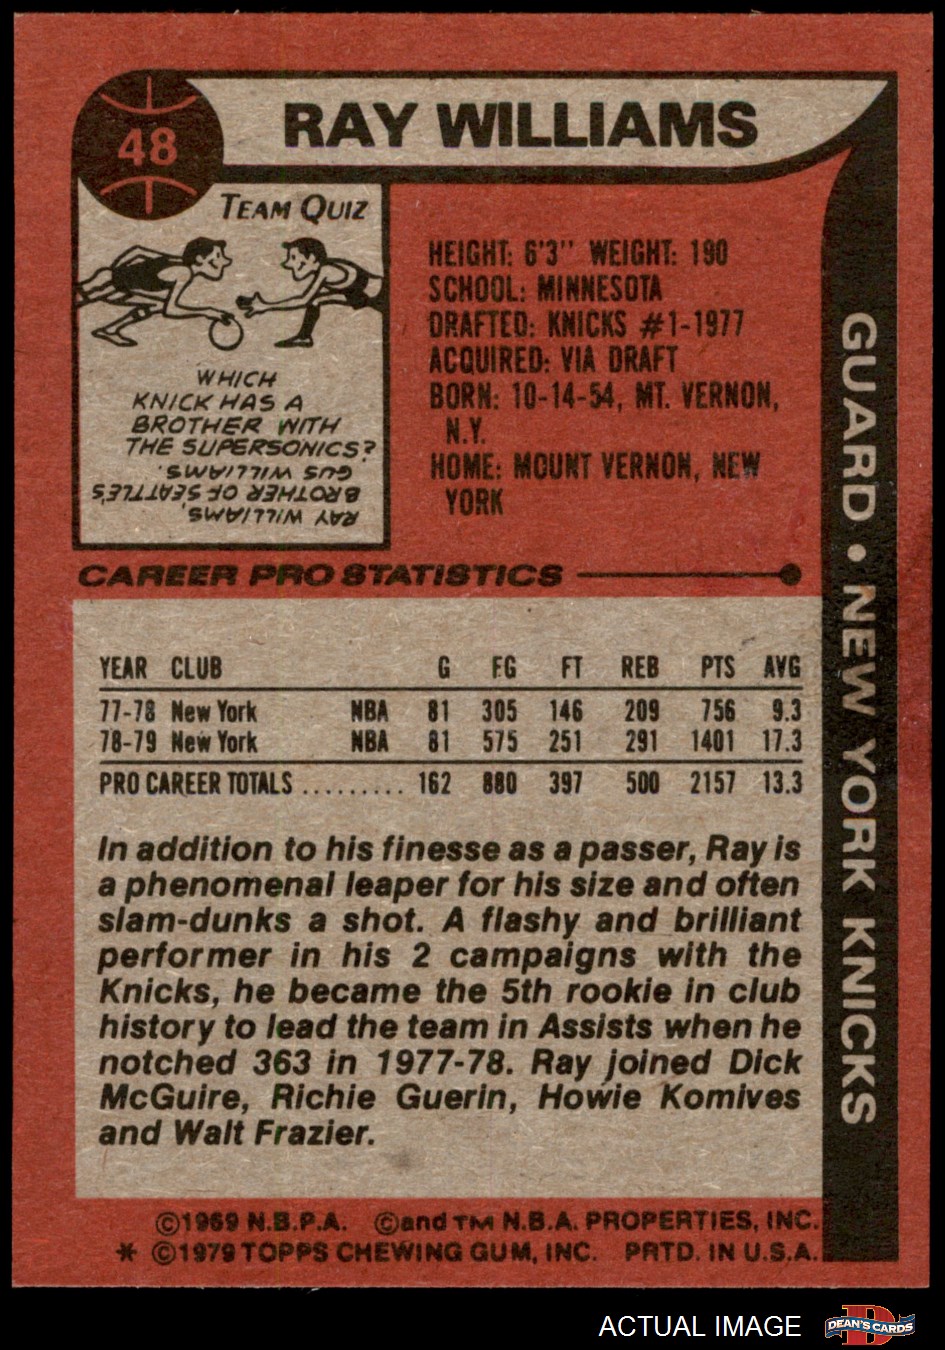 48
RAY WILLIAMS
TEAM QUIZ
WHICH
KNICK HAS A
BROTHER WITH
THE SUPERSONICS?
RAY WILLIAMS,
BROTHER OF SEATTLE'S
GUS WILLIAMS.
HEIGHT: 6'3" WEIGHT: 190
SCHOOL: MINNESOTA
DRAFTED: KNICKS #1-1977
ACQUIRED: VIA DRAFT
BORN: 10-14-54, MT. VERNON,
N.Y.
HOME: MOUNT VERNON, NEW
YORK
GUARD • NEW YORK KNICKS
CAREER PRO STATISTICS
YEAR CLUB G FG FT REB PTS AVG
77-78 New York NBA 81 305 146 209 756 9.3
78-79 New York NBA 81 575 251 291 1401 17.3
PRO CAREER TOTALS ......... 162 880 397 500 2157 13.3
In addition to his finesse as a passer, Ray is
a phenomenal leaper for his size and often
slam-dunks a shot. A flashy and brilliant
performer in his 2 campaigns with the
Knicks, he became the 5th rookie in club
history to lead the team in Assists when he
notched 363 in 1977-78. Ray joined Dick
McGuire, Richie Guerin, Howie Komives
and Walt Frazier.
©1969 N.B.P.A. ©and TM N.B.A. PROPERTIES, INC.
* ©1979 TOPPS CHEWING GUM, INC. PRTD. IN U.S.A.
ACTUAL IMAGE
D
DEAN'S CARDS